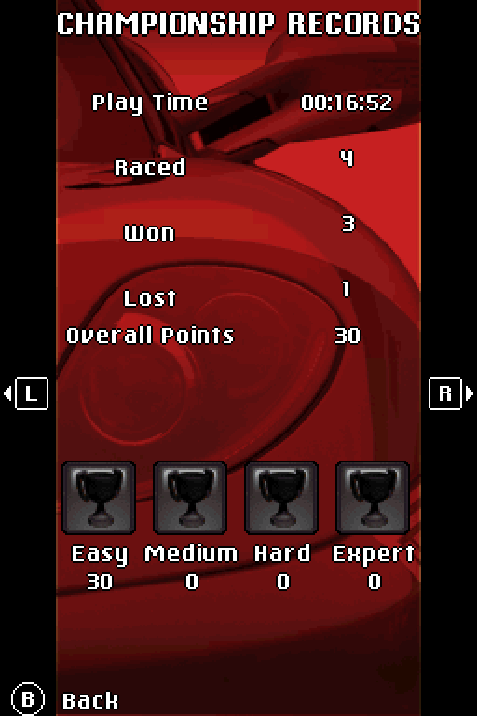 CHAMPIONSHIP RECORDS
Play Time 00:16:52
Raced 4
Won 3
Lost 1
Overall Points 30
L R
Easy Medium Hard Expert
30 0 0 0
B Back